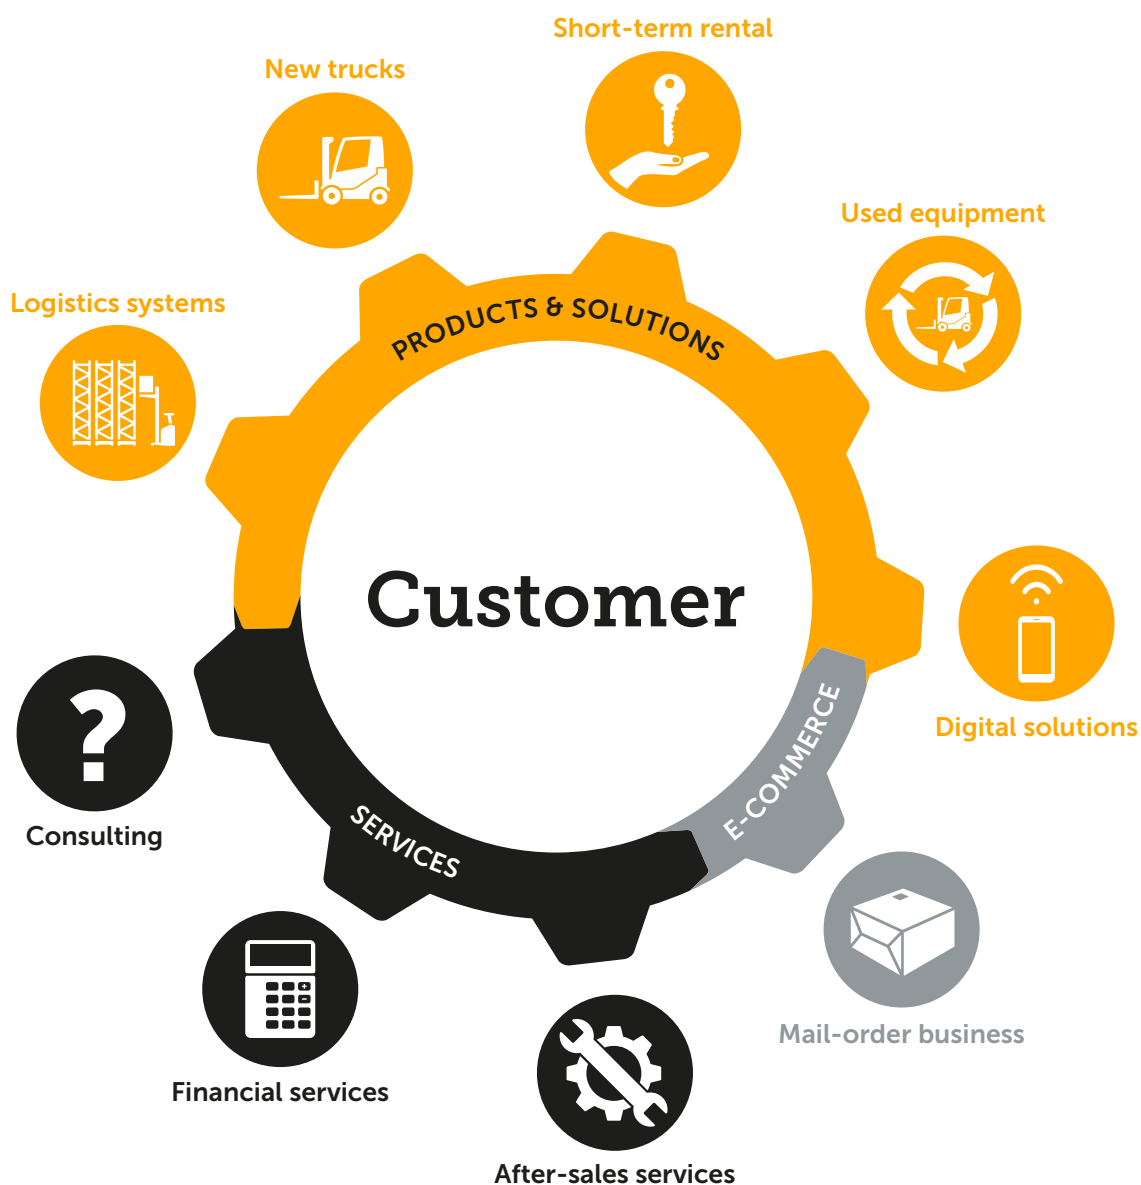 Short-term rental
New trucks
Used equipment
Logistics systems
PRODUCTS & SOLUTIONS
Customer
Digital solutions
E-COMMERCE
SERVICES
Consulting
Mail-order business
Financial services
After-sales services